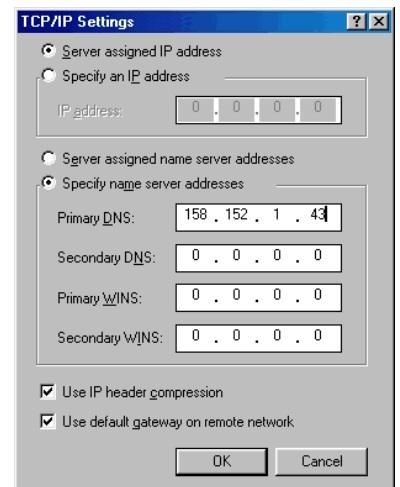 TCP/IP Settings
Server assigned IP address
Specify an IP address
IP address: 0 . 0 . 0 . 0
Server assigned name server addresses
Specify name server addresses
Primary DNS: 158 . 152 . 1 . 43
Secondary DNS: 0 . 0 . 0 . 0
Primary WINS: 0 . 0 . 0 . 0
Secondary WINS: 0 . 0 . 0 . 0
Use IP header compression
Use default gateway on remote network
OK Cancel